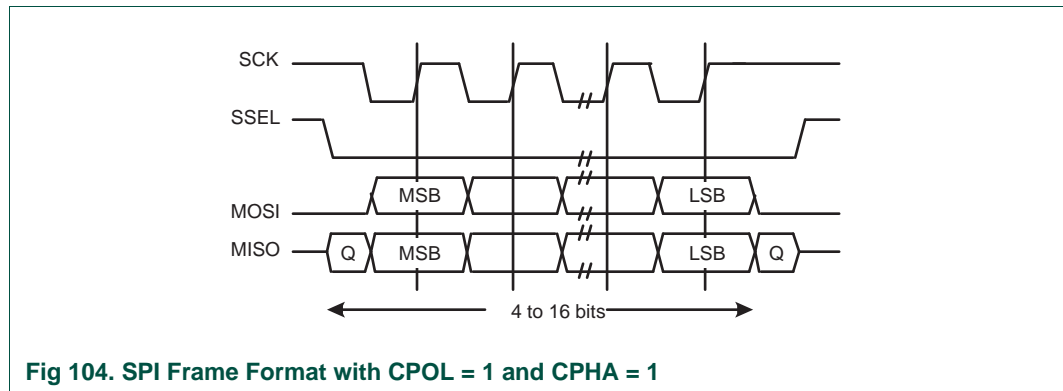 SCK
SSEL
MOSI MSB LSB
MISO Q MSB LSB Q
4 to 16 bits
Fig 104. SPI Frame Format with CPOL = 1 and CPHA = 1